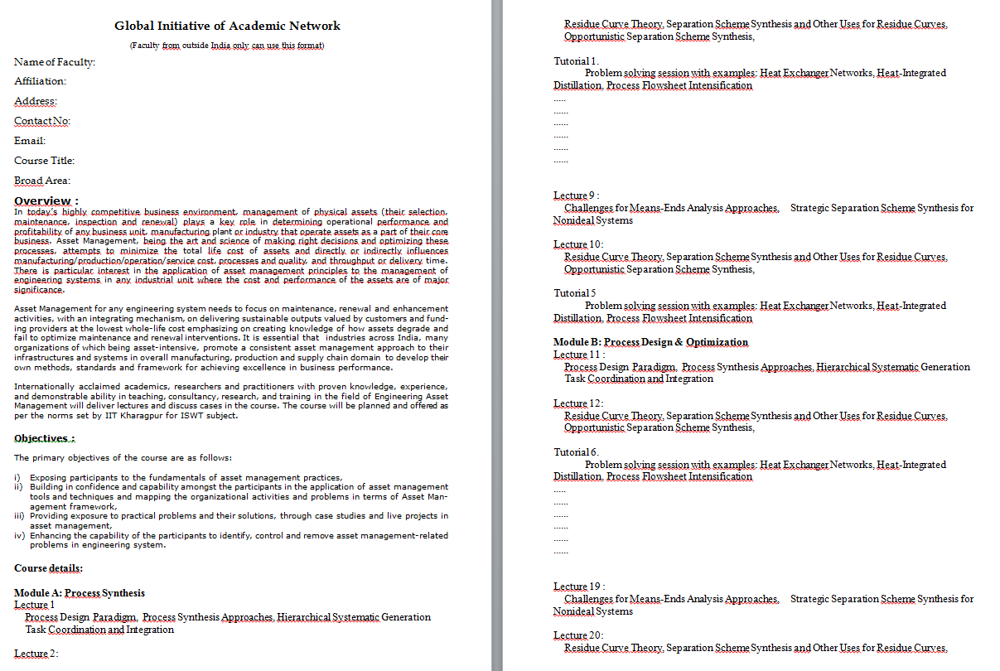 Global Initiative of Academic Network
(Faculty from outside India only can use this format)
Name of Faculty:
Affiliation:
Address:
Contact No:
Email:
Course Title:
Broad Area:
Overview :
In today's highly competitive business environment, management of physical assets (their selection,
maintenance, inspection and renewal) plays a key role in determining operational performance and
profitability of any business unit, manufacturing plant or industry that operate assets as a part of their core
business. Asset Management, being the art and science of making right decisions and optimizing these
processes, attempts to minimize the total life cost of assets and directly or indirectly influences
manufacturing/production/operation/service cost, processes and quality, and throughput or delivery time.
There is particular interest in the application of asset management principles to the management of
engineering systems in any industrial unit where the cost and performance of the assets are of major
significance.
Asset Management for any engineering system needs to focus on maintenance, renewal and enhancement
activities, with an integrating mechanism, on delivering sustainable outputs valued by customers and fund-
ing providers at the lowest whole-life cost emphasizing on creating knowledge of how assets degrade and
fail to optimize maintenance and renewal interventions. It is essential that industries across India, many
organizations of which being asset-intensive, promote a consistent asset management approach to their
infrastructures and systems in overall manufacturing, production and supply chain domain to develop their
own methods, standards and framework for achieving excellence in business performance.
Internationally acclaimed academics, researchers and practitioners with proven knowledge, experience,
and demonstrable ability in teaching, consultancy, research, and training in the field of Engineering Asset
Management will deliver lectures and discuss cases in the course. The course will be planned and offered as
per the norms set by IIT Kharagpur for ISWT subject.
Objectives :
The primary objectives of the course are as follows:
i) Exposing participants to the fundamentals of asset management practices,
ii) Building in confidence and capability amongst the participants in the application of asset management
tools and techniques and mapping the organizational activities and problems in terms of Asset Man-
agement framework,
iii) Providing exposure to practical problems and their solutions, through case studies and live projects in
asset management,
iv) Enhancing the capability of the participants to identify, control and remove asset management-related
problems in engineering system.
Course details:
Module A: Process Synthesis
Lecture 1
Process Design Paradigm, Process Synthesis Approaches, Hierarchical Systematic Generation
Task Coordination and Integration
Lecture 2:
Residue Curve Theory, Separation Scheme Synthesis and Other Uses for Residue Curves,
Opportunistic Separation Scheme Synthesis,
Tutorial 1.
Problem solving session with examples: Heat Exchanger Networks, Heat-Integrated
Distillation, Process Flowsheet Intensification
.....
......
......
......
......
......
Lecture 9 :
Challenges for Means-Ends Analysis Approaches, Strategic Separation Scheme Synthesis for
Nonideal Systems
Lecture 10:
Residue Curve Theory, Separation Scheme Synthesis and Other Uses for Residue Curves,
Opportunistic Separation Scheme Synthesis,
Tutorial 5
Problem solving session with examples: Heat Exchanger Networks, Heat-Integrated
Distillation, Process Flowsheet Intensification
Module B: Process Design & Optimization
Lecture 11 :
Process Design Paradigm, Process Synthesis Approaches, Hierarchical Systematic Generation
Task Coordination and Integration
Lecture 12:
Residue Curve Theory, Separation Scheme Synthesis and Other Uses for Residue Curves,
Opportunistic Separation Scheme Synthesis,
Tutorial 6.
Problem solving session with examples: Heat Exchanger Networks, Heat-Integrated
Distillation, Process Flowsheet Intensification
.....
......
......
......
......
......
Lecture 19 :
Challenges for Means-Ends Analysis Approaches, Strategic Separation Scheme Synthesis for
Nonideal Systems
Lecture 20:
Residue Curve Theory, Separation Scheme Synthesis and Other Uses for Residue Curves,